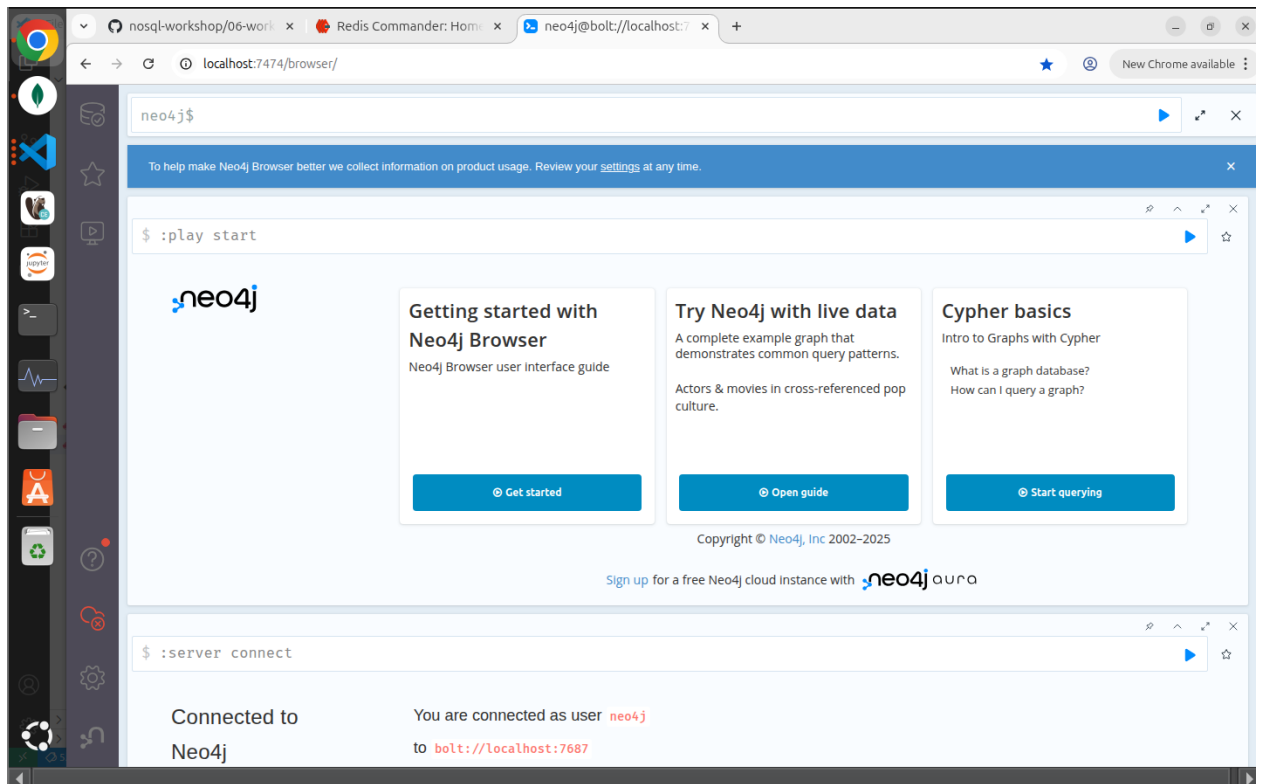 nosql-workshop/06-work
Redis Commander: Home
neo4j@bolt://localhost:7
localhost:7474/browser/
New Chrome available
neo4j$
To help make Neo4j Browser better we collect information on product usage. Review your settings at any time.
$ :play start
neo4j
Getting started with
Neo4j Browser
Neo4j Browser user interface guide
Get started
Try Neo4j with live data
A complete example graph that
demonstrates common query patterns.
Actors & movies in cross-referenced pop
culture.
Open guide
Cypher basics
Intro to Graphs with Cypher
What is a graph database?
How can I query a graph?
Start querying
Copyright © Neo4j, Inc 2002-2025
Sign up for a free Neo4j cloud instance with neo4j aura
$ :server connect
Connected to
Neo4j
You are connected as user neo4j
to bolt://localhost:7687
jupyter